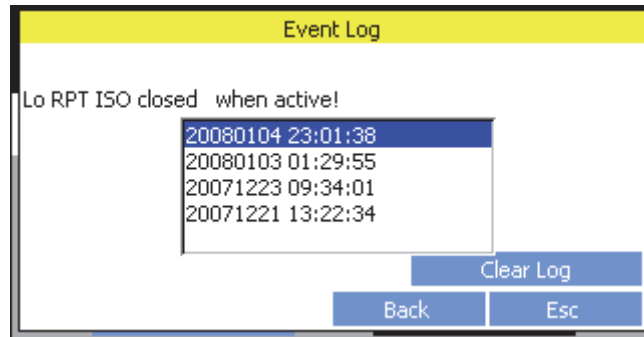 Event Log
Lo RPT ISO closed when active!
20080104 23:01:38
20080103 01:29:55
20071223 09:34:01
20071221 13:22:34
Clear Log
Back Esc